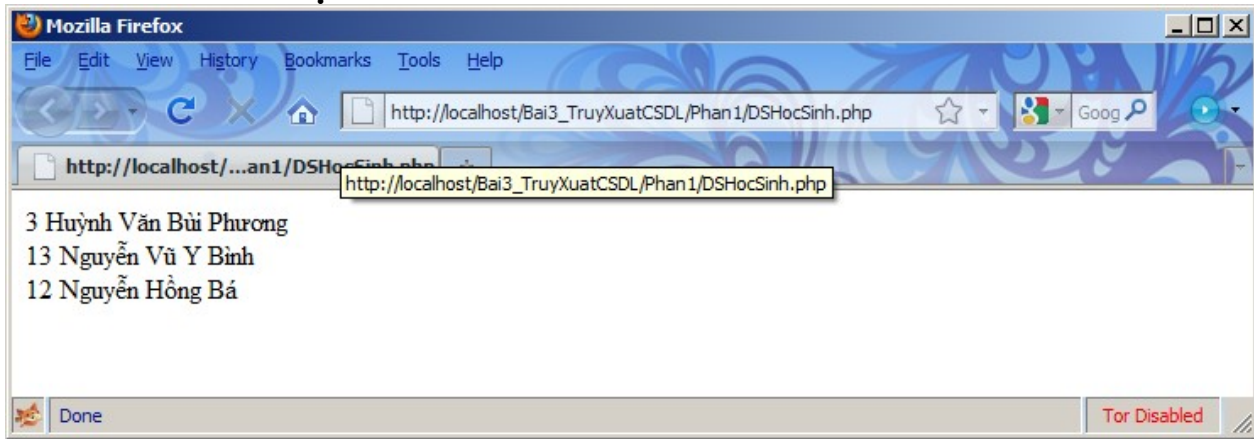 Mozilla Firefox
File Edit View History Bookmarks Tools Help
http://localhost/Bai3_TruyXuatCSDL/Phan1/DSHocSinh.php Goog
http://localhost/...an1/DSHocSinh.php
http://localhost/Bai3_TruyXuatCSDL/Phan1/DSHocSinh.php
3 Huỳnh Văn Bùi Phương
13 Nguyễn Vũ Y Bình
12 Nguyễn Hồng Bá
Done Tor Disabled